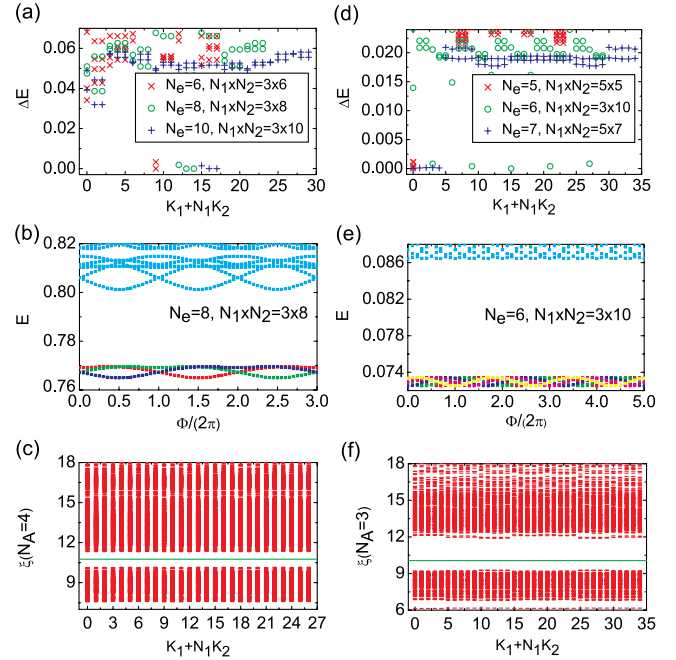 (a)
ΔE
0.06
0.04
0.02
0.00
× Ne=6, N1xN2=3x6
○ Ne=8, N1xN2=3x8
+ Ne=10, N1xN2=3x10
0 5 10 15 20 25 30
K1+N1K2
(d)
ΔE
0.020
0.015
0.010
0.005
0.000
× Ne=5, N1xN2=5x5
○ Ne=6, N1xN2=3x10
+ Ne=7, N1xN2=5x7
0 5 10 15 20 25 30 35
K1+N1K2
(b)
E
0.82
0.80
0.78
0.76
Ne=8, N1xN2=3x8
0.0 0.5 1.0 1.5 2.0 2.5 3.0
Φ/(2π)
(e)
E
0.086
0.082
0.078
0.074
Ne=6, N1xN2=3x10
0.0 1.0 2.0 3.0 4.0 5.0
Φ/(2π)
(c)
ξ(NA=4)
18
15
12
9
0 3 6 9 12 15 18 21 24 27
K1+N1K2
(f)
ξ(NA=3)
18
15
12
9
6
0 5 10 15 20 25 30 35
K1+N1K2